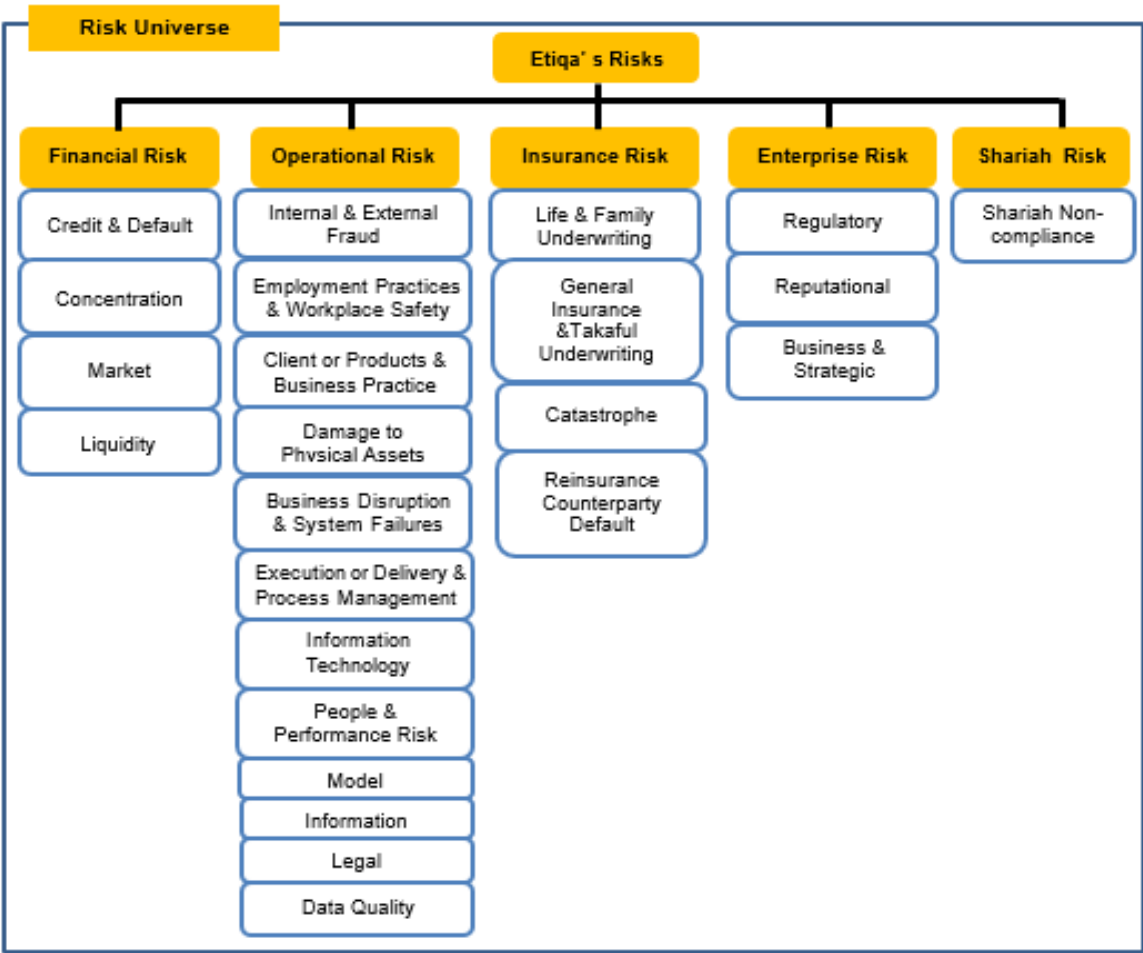 Risk Universe
Etiqa' s Risks
Financial Risk
Credit & Default
Concentration
Market
Liquidity
Operational Risk
Internal & External
Fraud
Employment Practices
& Workplace Safety
Client or Products &
Business Practice
Damage to
Physical Assets
Business Disruption
& System Failures
Execution or Delivery &
Process Management
Information
Technology
People &
Performance Risk
Model
Information
Legal
Data Quality
Insurance Risk
Life & Family
Underwriting
General
Insurance
&Takaful
Underwriting
Catastrophe
Reinsurance
Counterparty
Default
Enterprise Risk
Regulatory
Reputational
Business &
Strategic
Shariah Risk
Shariah Non-
compliance